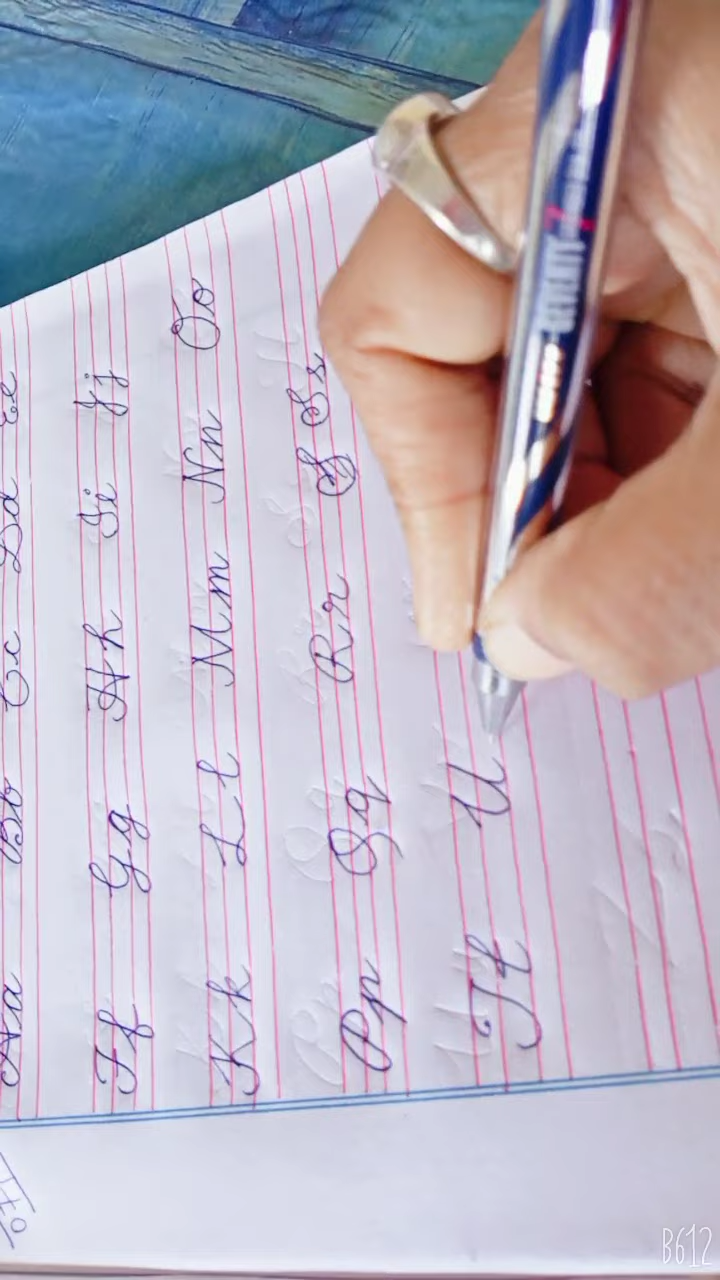 Aa Bb Cc Dd Ee
Ff Gg Hh Ii Jj
Kk Ll Mm Nn Oo
Pp Qq Rr S Ss
Tt U
B612